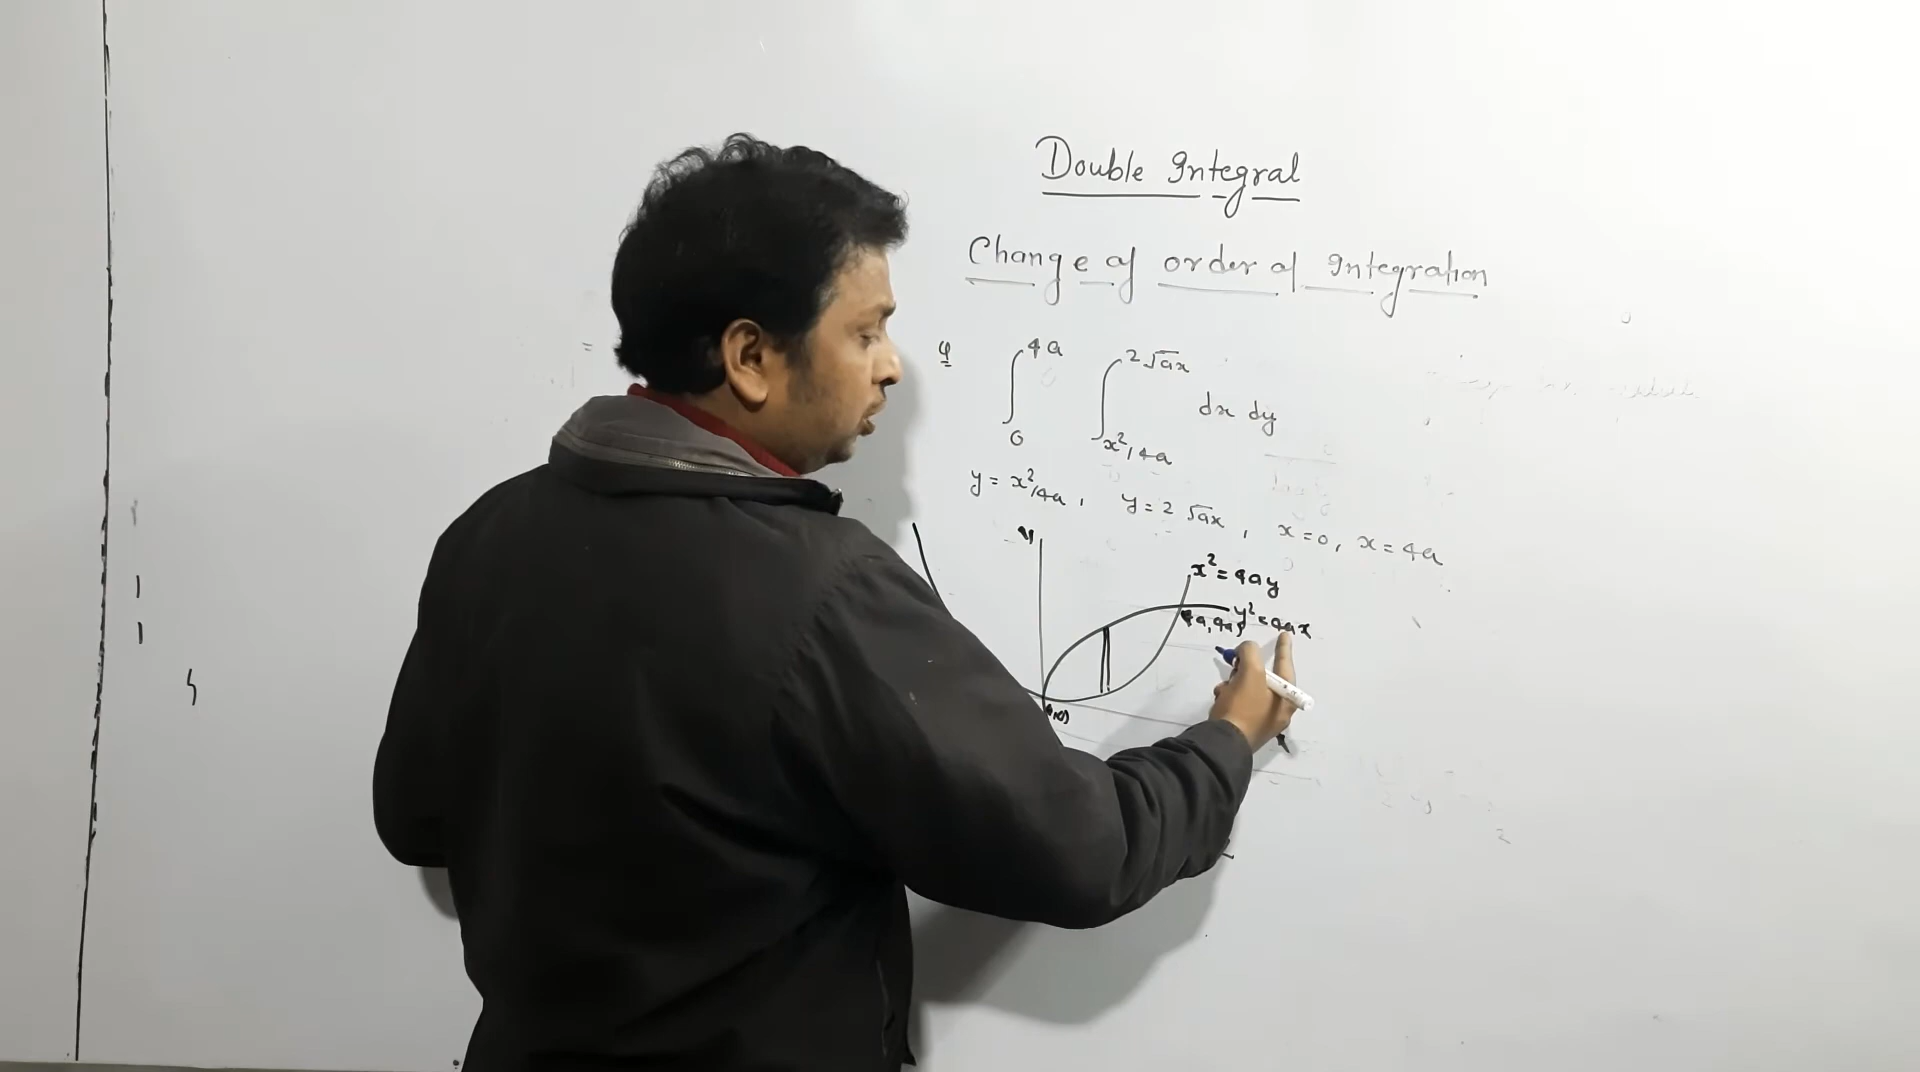 Double Integral
Change of order of Integration
Q ∫₀^4a ∫_x²/4a^2√ax dx dy
y = x²/4a , y = 2 √ax , x = 0, x = 4a
y
x² = 4ay
y² = 4ax
(4a, 4a)
(0,0)